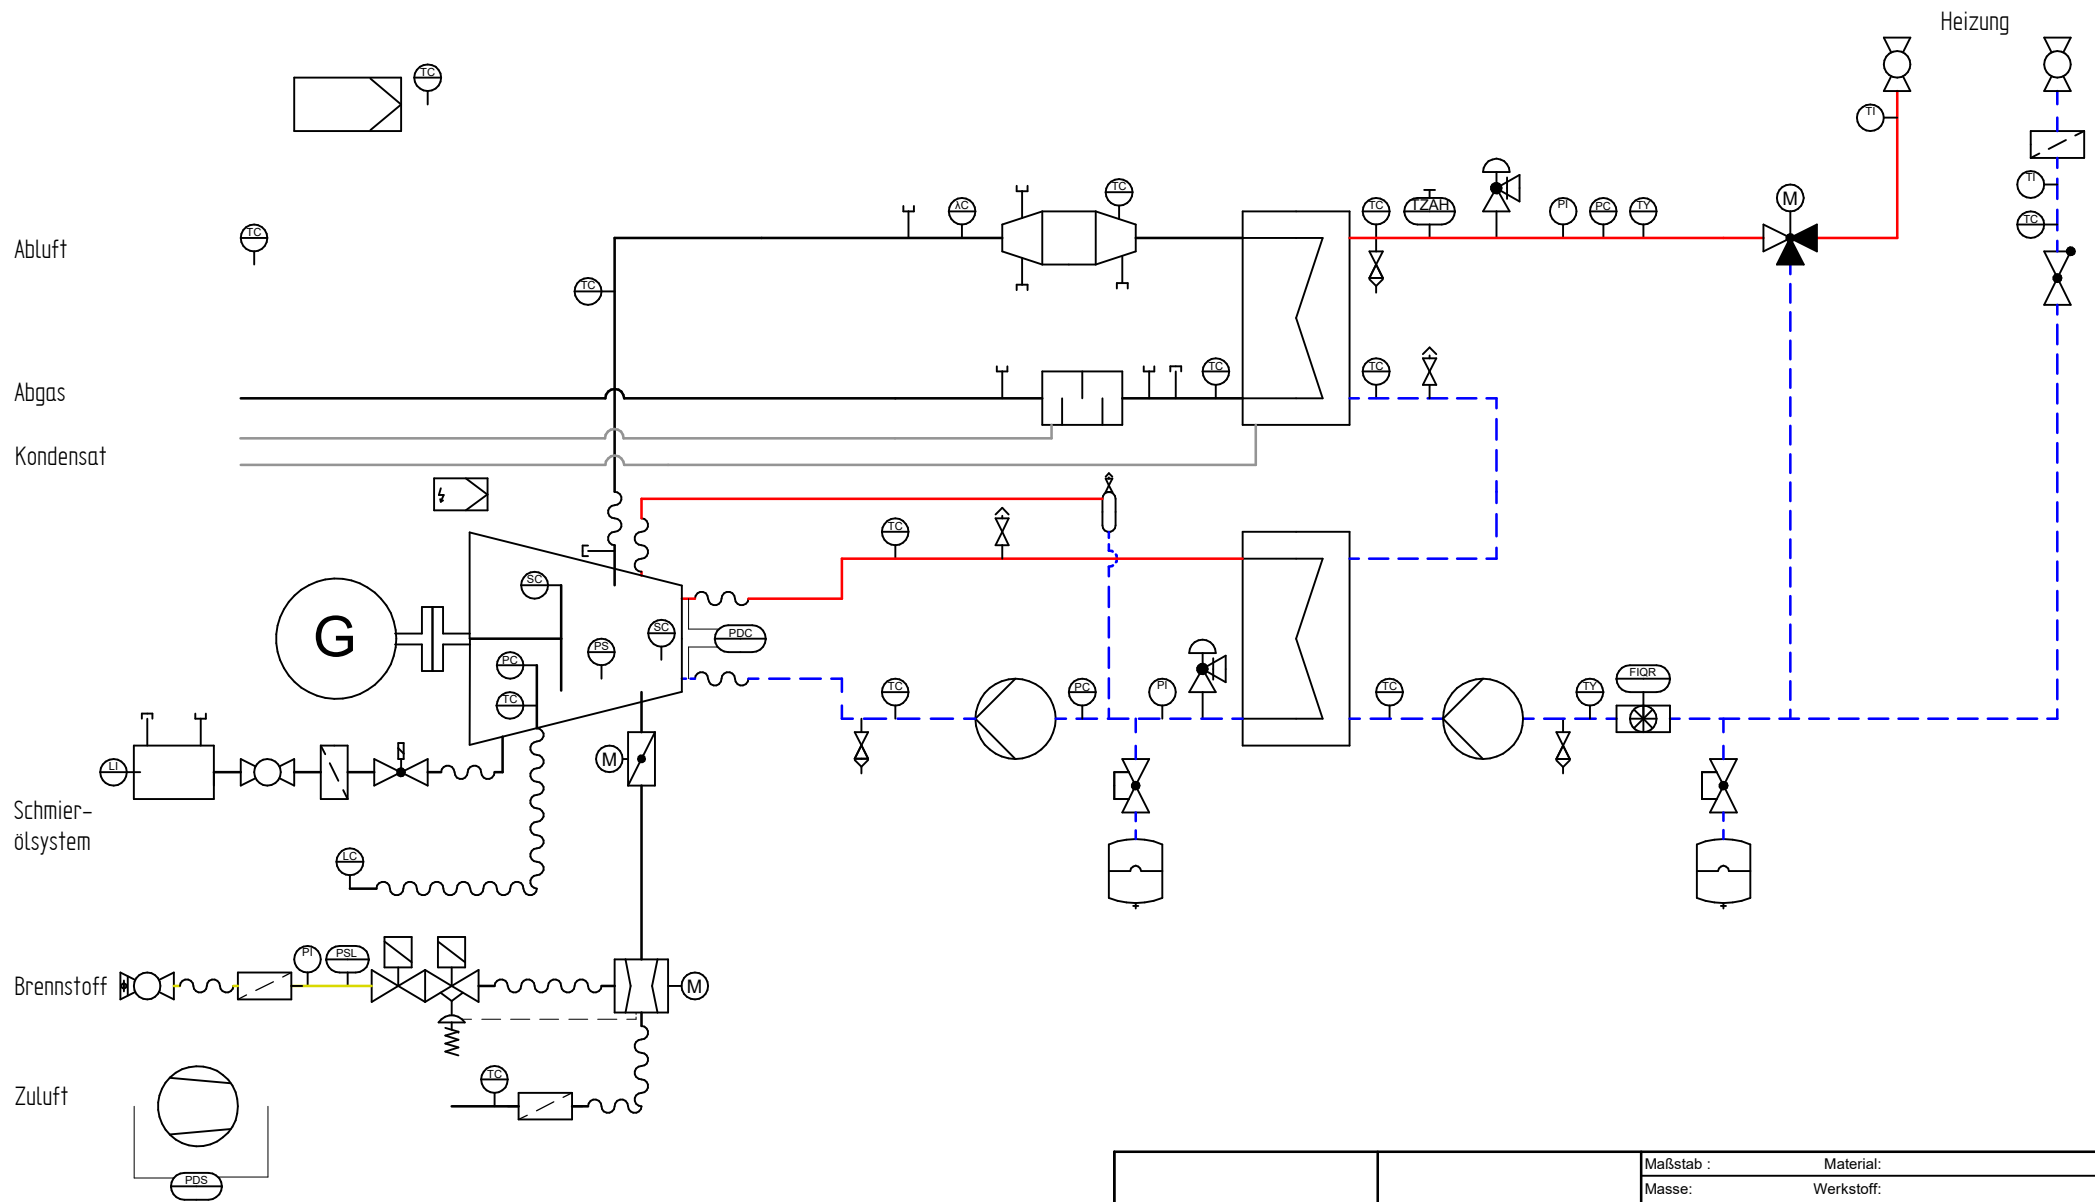 Heizung
TC
TI
TC
λC
TC
TC
TZAH
PI
PC
TY
M
TI
TC
Abluft
TC
Abgas
TC
TC
Kondensat
TC
SC
G
SC
PS
PDC
PC
TC
TC
PC
PI
TC
TY
FIQR
LI
M
Schmier-
ölsystem
LC
Brennstoff
PI
PSL
M
TC
Zuluft
PDS
Maßstab :
Material:
Masse:
Werkstoff: